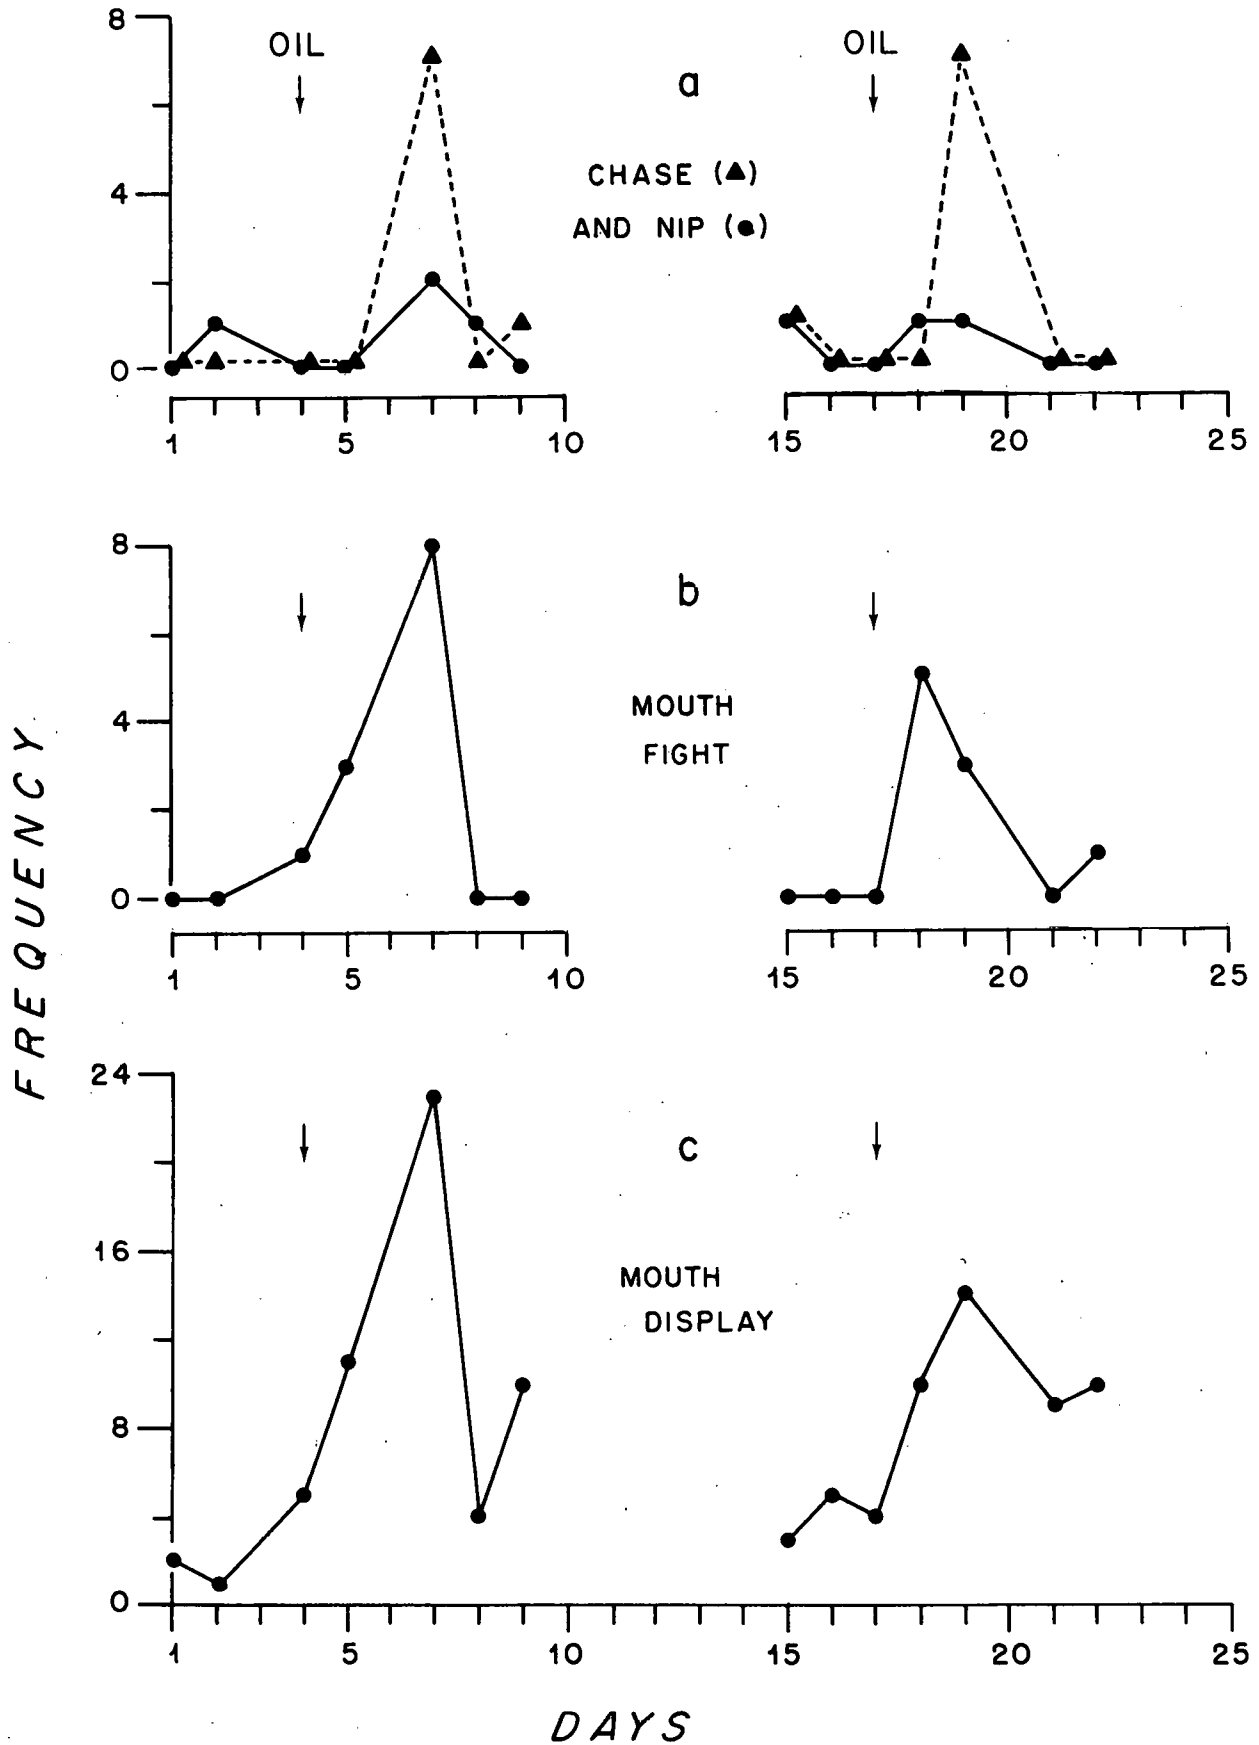 8
OIL
OIL
a
CHASE (▲)
4
AND NIP (●)
0
1 5 10 15 20 25
8
b
MOUTH
4
FIGHT
0
1 5 10 15 20 25
FREQUENCY
24
c
16
MOUTH
DISPLAY
8
0
1 5 10 15 20 25
DAYS